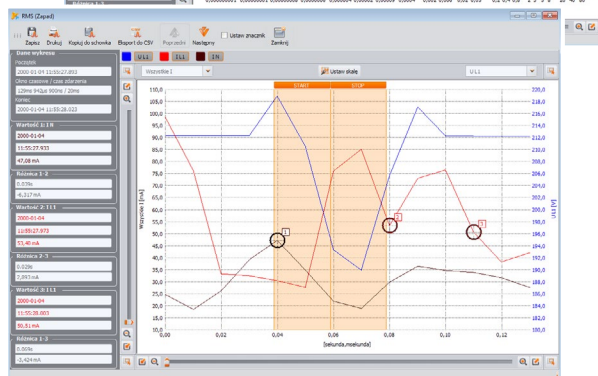 Różnica 1-3
RMS (Zapad)
Zapisz Drukuj Kopiuj do schowka Eksport do CSV Poprzedni Następny Ustaw znacznik Zamknij
Dane wykresu
Początek
2000-01-04 11:55:27.893
Okno czasowe / czas zdarzenia
129ms 942µs 900ns / 20ms
Koniec
2000-01-04 11:55:28.023
Wartość 1: I N
2000-01-04
11:55:27.933
47,08 mA
Różnica 1-2
0.039s
-6,317 mA
Wartość 2: I L1
2000-01-04
11:55:27.973
53,40 mA
Różnica 2-3
0.029s
2,893 mA
Wartość 3: I L1
2000-01-04
11:55:28.003
50,51 mA
Różnica 1-3
0.069s
-3,424 mA
U L1 I L1 I N
Wszystkie I
Ustaw skalę
U L1
START STOP
110,0
105,0
100,0
95,0
90,0
85,0
80,0
75,0
70,0
65,0
60,0
55,0
50,0
45,0
40,0
35,0
30,0
25,0
20,0
15,0
10,0
Wszystkie I [mA]
1
2
3
220,0
218,0
216,0
214,0
212,0
210,0
208,0
206,0
204,0
202,0
200,0
198,0
196,0
194,0
192,0
190,0
188,0
186,0
184,0
182,0
180,0
U L1 [V]
0,00 0,02 0,04 0,06 0,08 0,10 0,12
[sekunda,msekunda]